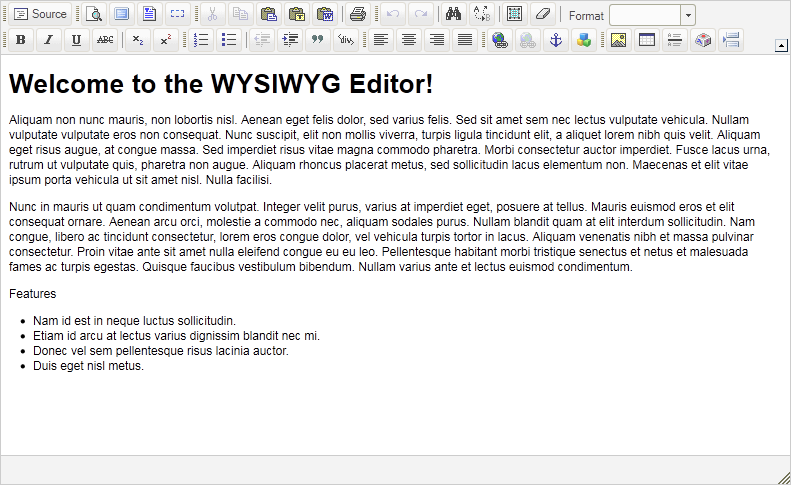 Source Format
B I U ABC x₂ x² 1 2 3 ” div
Welcome to the WYSIWYG Editor!
Aliquam non nunc mauris, non lobortis nisl. Aenean eget felis dolor, sed varius felis. Sed sit amet sem nec lectus vulputate vehicula. Nullam
vulputate vulputate eros non consequat. Nunc suscipit, elit non mollis viverra, turpis ligula tincidunt elit, a aliquet lorem nibh quis velit. Aliquam
eget risus augue, at congue massa. Sed imperdiet risus vitae magna commodo pharetra. Morbi consectetur auctor imperdiet. Fusce lacus urna,
rutrum ut vulputate quis, pharetra non augue. Aliquam rhoncus placerat metus, sed sollicitudin lacus elementum non. Maecenas et elit vitae
ipsum porta vehicula ut sit amet nisl. Nulla facilisi.
Nunc in mauris ut quam condimentum volutpat. Integer velit purus, varius at imperdiet eget, posuere at tellus. Mauris euismod eros et elit
consequat ornare. Aenean arcu orci, molestie a commodo nec, aliquam sodales purus. Nullam blandit quam at elit interdum sollicitudin. Nam
congue, libero ac tincidunt consectetur, lorem eros congue dolor, vel vehicula turpis tortor in lacus. Aliquam venenatis nibh et massa pulvinar
consectetur. Proin vitae ante sit amet nulla eleifend congue eu eu leo. Pellentesque habitant morbi tristique senectus et netus et malesuada
fames ac turpis egestas. Quisque faucibus vestibulum bibendum. Nullam varius ante et lectus euismod condimentum.
Features
• Nam id est in neque luctus sollicitudin.
• Etiam id arcu at lectus varius dignissim blandit nec mi.
• Donec vel sem pellentesque risus lacinia auctor.
• Duis eget nisl metus.